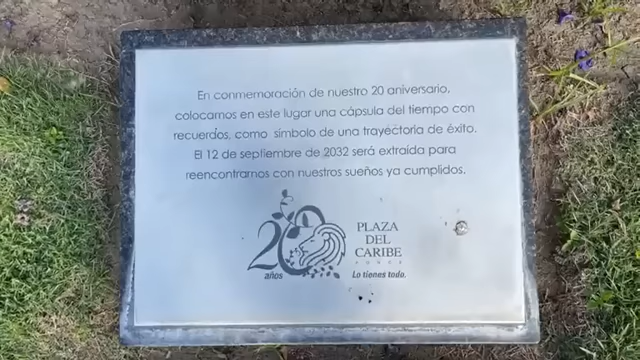 En conmemoración de nuestro 20 aniversario,
colocamos en este lugar una cápsula del tiempo con
recuerdos, como símbolo de una trayectoria de éxito.
El 12 de septiembre de 2032 será extraída para
reencontrarnos con nuestros sueños ya cumplidos.
20
años
PLAZA
DEL
CARIBE
PONCE
Lo tienes todo.